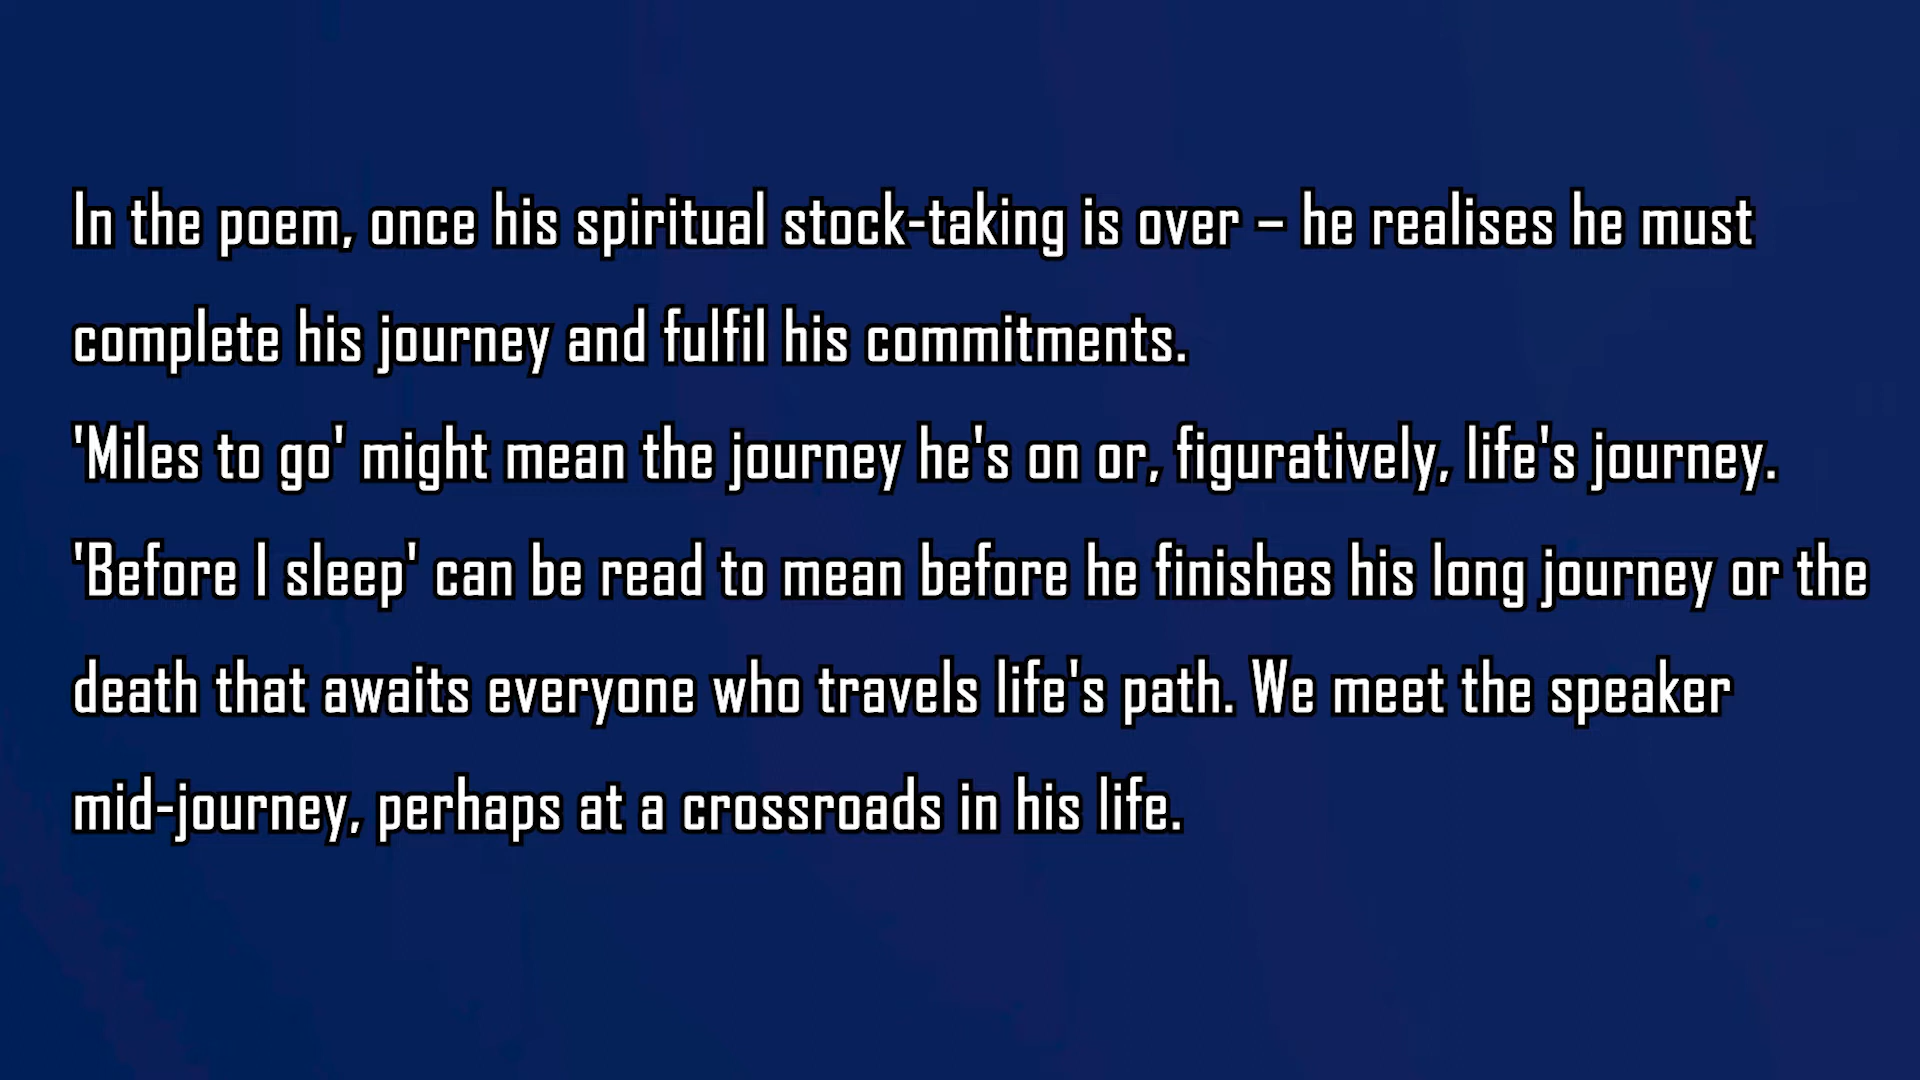 In the poem, once his spiritual stock-taking is over – he realises he must
complete his journey and fulfil his commitments.
'Miles to go' might mean the journey he's on or, figuratively, life's journey.
'Before I sleep' can be read to mean before he finishes his long journey or the
death that awaits everyone who travels life's path. We meet the speaker
mid-journey, perhaps at a crossroads in his life.